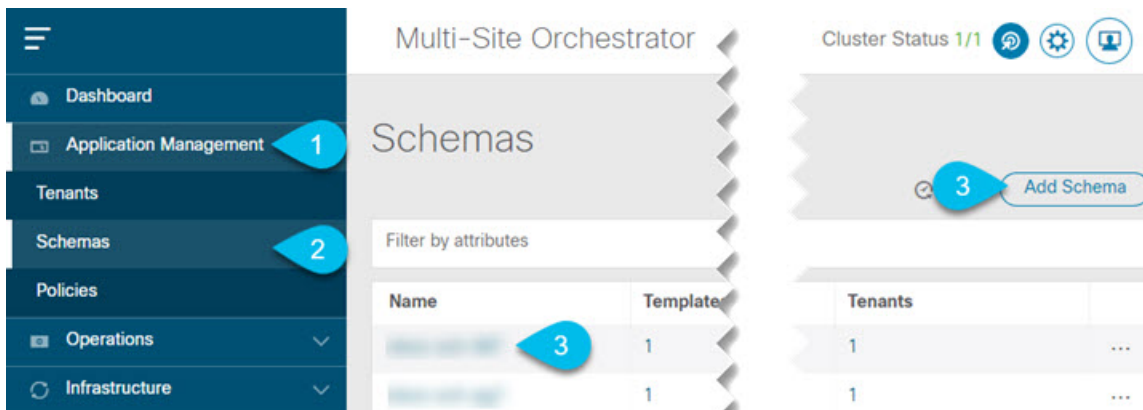 Multi-Site Orchestrator
Cluster Status 1/1
Dashboard
Application Management
1
Tenants
Schemas
2
Policies
Operations
Infrastructure
Schemas
3
Add Schema
Filter by attributes
Name
Templates
Tenants
3
1
1
...
1
1
...